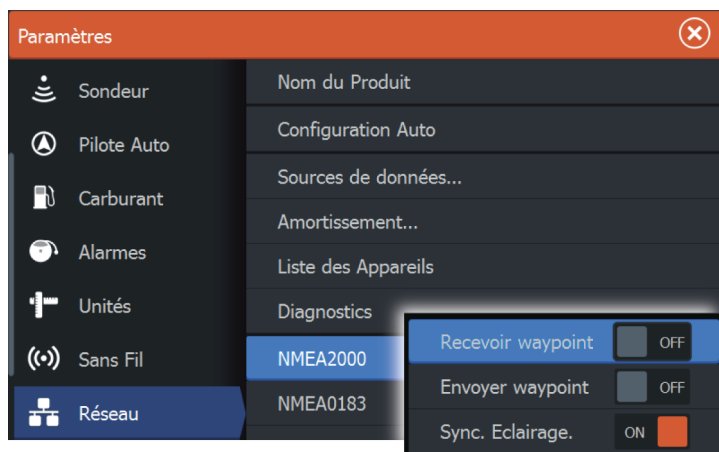 Paramètres
Sondeur
Pilote Auto
Carburant
Alarmes
Unités
Sans Fil
Réseau
Nom du Produit
Configuration Auto
Sources de données...
Amortissement...
Liste des Appareils
Diagnostics
NMEA2000
NMEA0183
Recevoir waypoint OFF
Envoyer waypoint OFF
Sync. Eclairage. ON